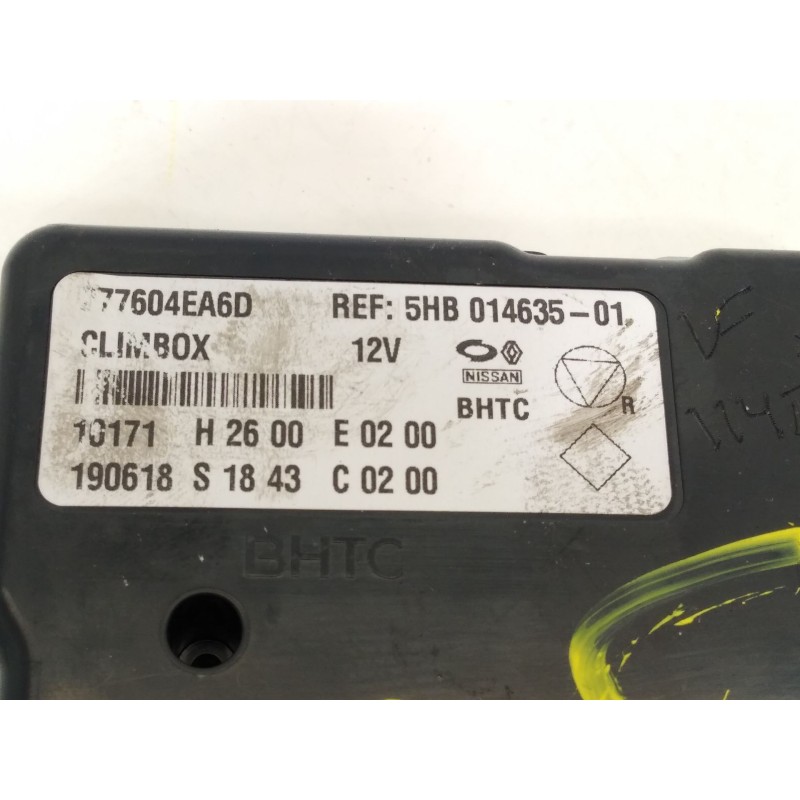 77604EA6D REF: 5HB 014635-01
CLIMBOX 12V
NISSAN
BHTC
R
10171 H 26 00 E 02 00
190618 S 18 43 C 02 00
BHTC